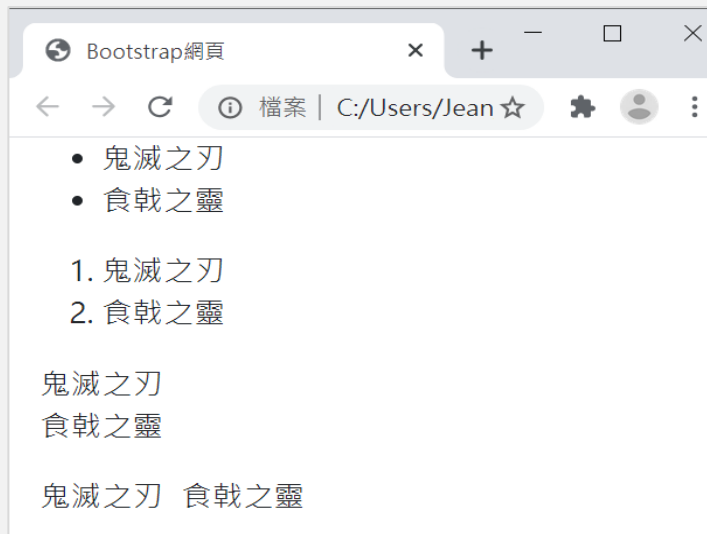 Bootstrap網頁
檔案 | C:/Users/Jean
• 鬼滅之刃
• 食戟之靈
1. 鬼滅之刃
2. 食戟之靈
鬼滅之刃
食戟之靈
鬼滅之刃 食戟之靈